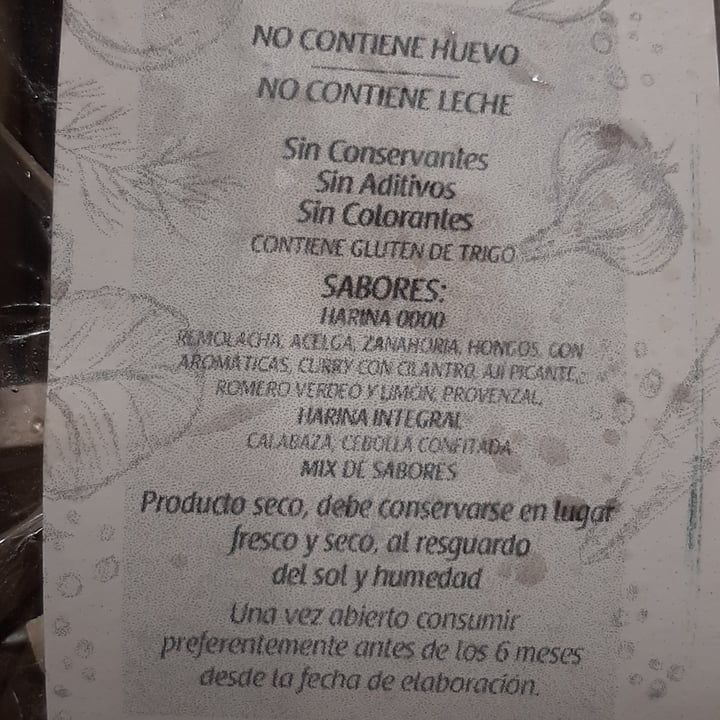 NO CONTIENE HUEVO
NO CONTIENE LECHE
Sin Conservantes
Sin Aditivos
Sin Colorantes
CONTIENE GLUTEN DE TRIGO
SABORES:
HARINA 0000
REMOLACHA, ACELGA, ZANAHORIA, HONGOS CON
AROMATICAS, CURRY CON CILANTRO, AJI PICANTE,
ROMERO VERDEO Y LIMÓN, PROVENZAL,
HARINA INTEGRAL
CALABAZA, CEBOLLA CONFITADA
MIX DE SABORES
Producto seco, debe conservarse en lugar
fresco y seco, al resguardo
del sol y humedad
Una vez abierto consumir
preferentemente antes de los 6 meses
desde la fecha de elaboración.